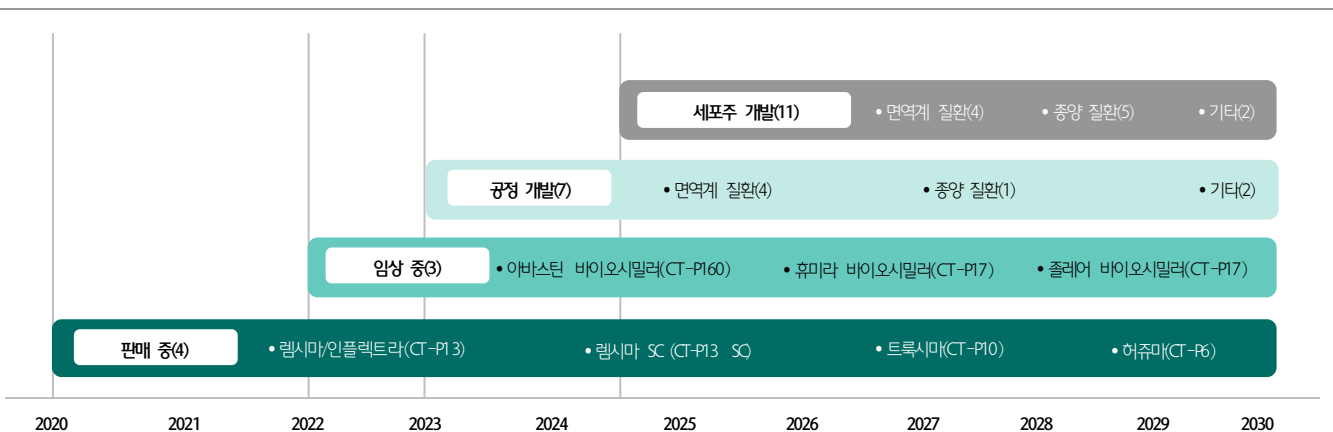 세포주 개발(11) • 면역계 질환(4) • 종양 질환(5) • 기타(2)
공정 개발(7) • 면역계 질환(4) • 종양 질환(1) • 기타(2)
임상 중(3) • 아바스틴 바이오시밀러(CT-P160) • 휴미라 바이오시밀러(CT-P17) • 졸레어 바이오시밀러(CT-P17)
판매 중(4) • 렘시마/인플렉트라(CT-P13) • 렘시마 SC (CT-P13 SC) • 트룩시마(CT-P10) • 허쥬마(CT-P6)
2020 2021 2022 2023 2024 2025 2026 2027 2028 2029 2030